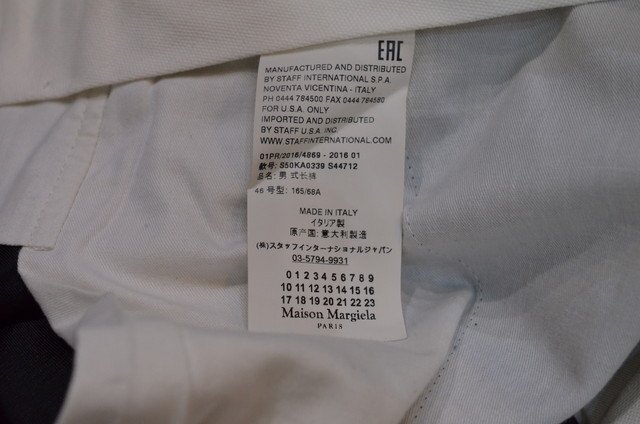 EAC
MANUFACTURED AND DISTRIBUTED
BY STAFF INTERNATIONAL S.P.A.
NOVENTA VICENTINA - ITALY
PH 0444 784500 FAX 0444 784580
FOR U.S.A. ONLY
IMPORTED AND DISTRIBUTED
BY STAFF U.S.A. INC.
WWW.STAFFINTERNATIONAL.COM
01PR/2016/4869 - 2016 01
款号: S50KA0339 S44712
品名: 男式长裤
46 号型: 165/68A
MADE IN ITALY
イタリア製
原产国: 意大利製造
(株)スタッフインターナショナルジャパン
03-5794-9931
0 1 2 3 4 5 6 7 8 9
10 11 12 13 14 15 16
17 18 19 20 21 22 23
Maison Margiela
PARIS